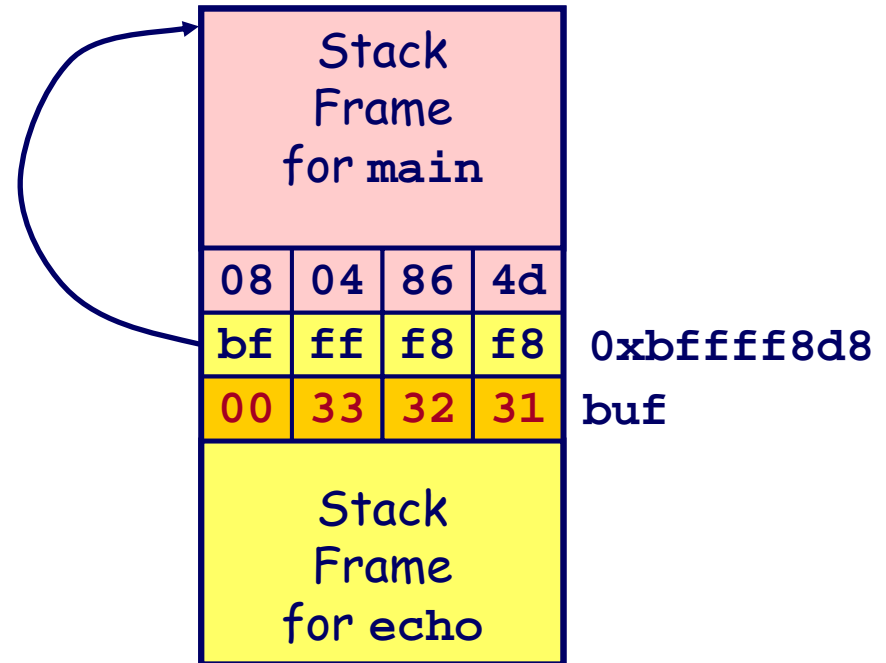 Stack
Frame
for main
08 04 86 4d
bf ff f8 f8 0xbffff8d8
00 33 32 31 buf
Stack
Frame
for echo